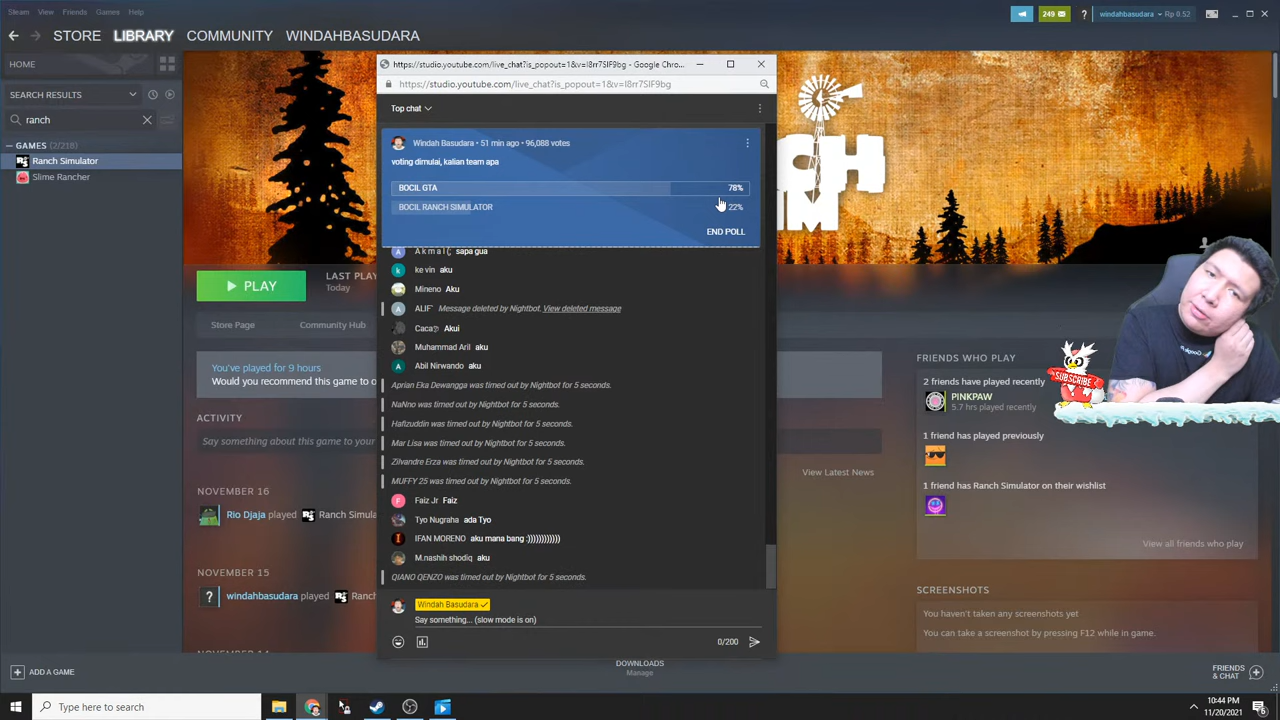 Steam View Friends Games Help
249
?
windahbasudara
Rp 8 52
STORE LIBRARY COMMUNITY WINDAHBASUDARA
HOME
SEARCH RESULTS
ranch
GAMES (2/218)
Ranch Simulator
Slime Rancher
PLAY
LAST PLAY
Today
Store Page
Community Hub
You've played for 9 hours
Would you recommend this game to o
ACTIVITY
Say something about this game to your
View Latest News
NOVEMBER 16
Rio Djaja played Ranch Simula
NOVEMBER 15
? windahbasudara played Ranch
https://studio.youtube.com/live_chat?is_popout=1&v=I8rr7SIF9bg - Google Chro...
https://studio.youtube.com/live_chat?is_popout=1&v=I8rr7SIF9bg
Top chat
Windah Basudara • 51 min ago • 96,088 votes
voting dimulai, kalian team apa
BOCIL GTA 78%
BOCIL RANCH SIMULATOR 22%
END POLL
A k m a l (; sapa gua
ke vin aku
Mineno Aku
Message deleted by Nightbot. View deleted message
Akui
Muhammad Aril aku
Abil Nirwando aku
Aprian Eka Dewangga was timed out by Nightbot for 5 seconds.
NaNno was timed out by Nightbot for 5 seconds.
Hafizuddin was timed out by Nightbot for 5 seconds.
Mar Lisa was timed out by Nightbot for 5 seconds.
Zilvandre Erza was timed out by Nightbot for 5 seconds.
MUFFY 25 was timed out by Nightbot for 5 seconds.
Faiz Jr Faiz
Tyo Nugraha ada Tyo
IFAN MORENO aku mana bang :))))))))))))
M.nashih shodiq aku
QIANO QENZO was timed out by Nightbot for 5 seconds.
Windah Basudara
Say something... (slow mode is on)
0/200
SUBSCRIBE
FRIENDS WHO PLAY
2 friends have played recently
PINKPAW
5.7 hrs played recently
1 friend has played previously
1 friend has Ranch Simulator on their wishlist
View all friends who play
SCREENSHOTS
You haven't taken any screenshots yet
You can take a screenshot by pressing F12 while in game.
ADD A GAME
DOWNLOADS
Manage
FRIENDS
& CHAT
Type here to search
10:44 PM
11/20/2021